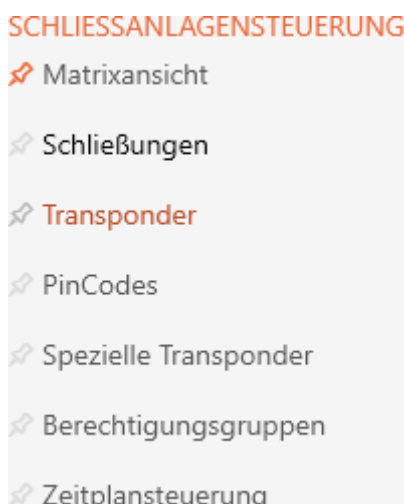 SCHLIESSANLAGENSTEUERUNG
Matrixansicht
Schließungen
Transponder
PinCodes
Spezielle Transponder
Berechtigungsgruppen
Zeitplansteuerung